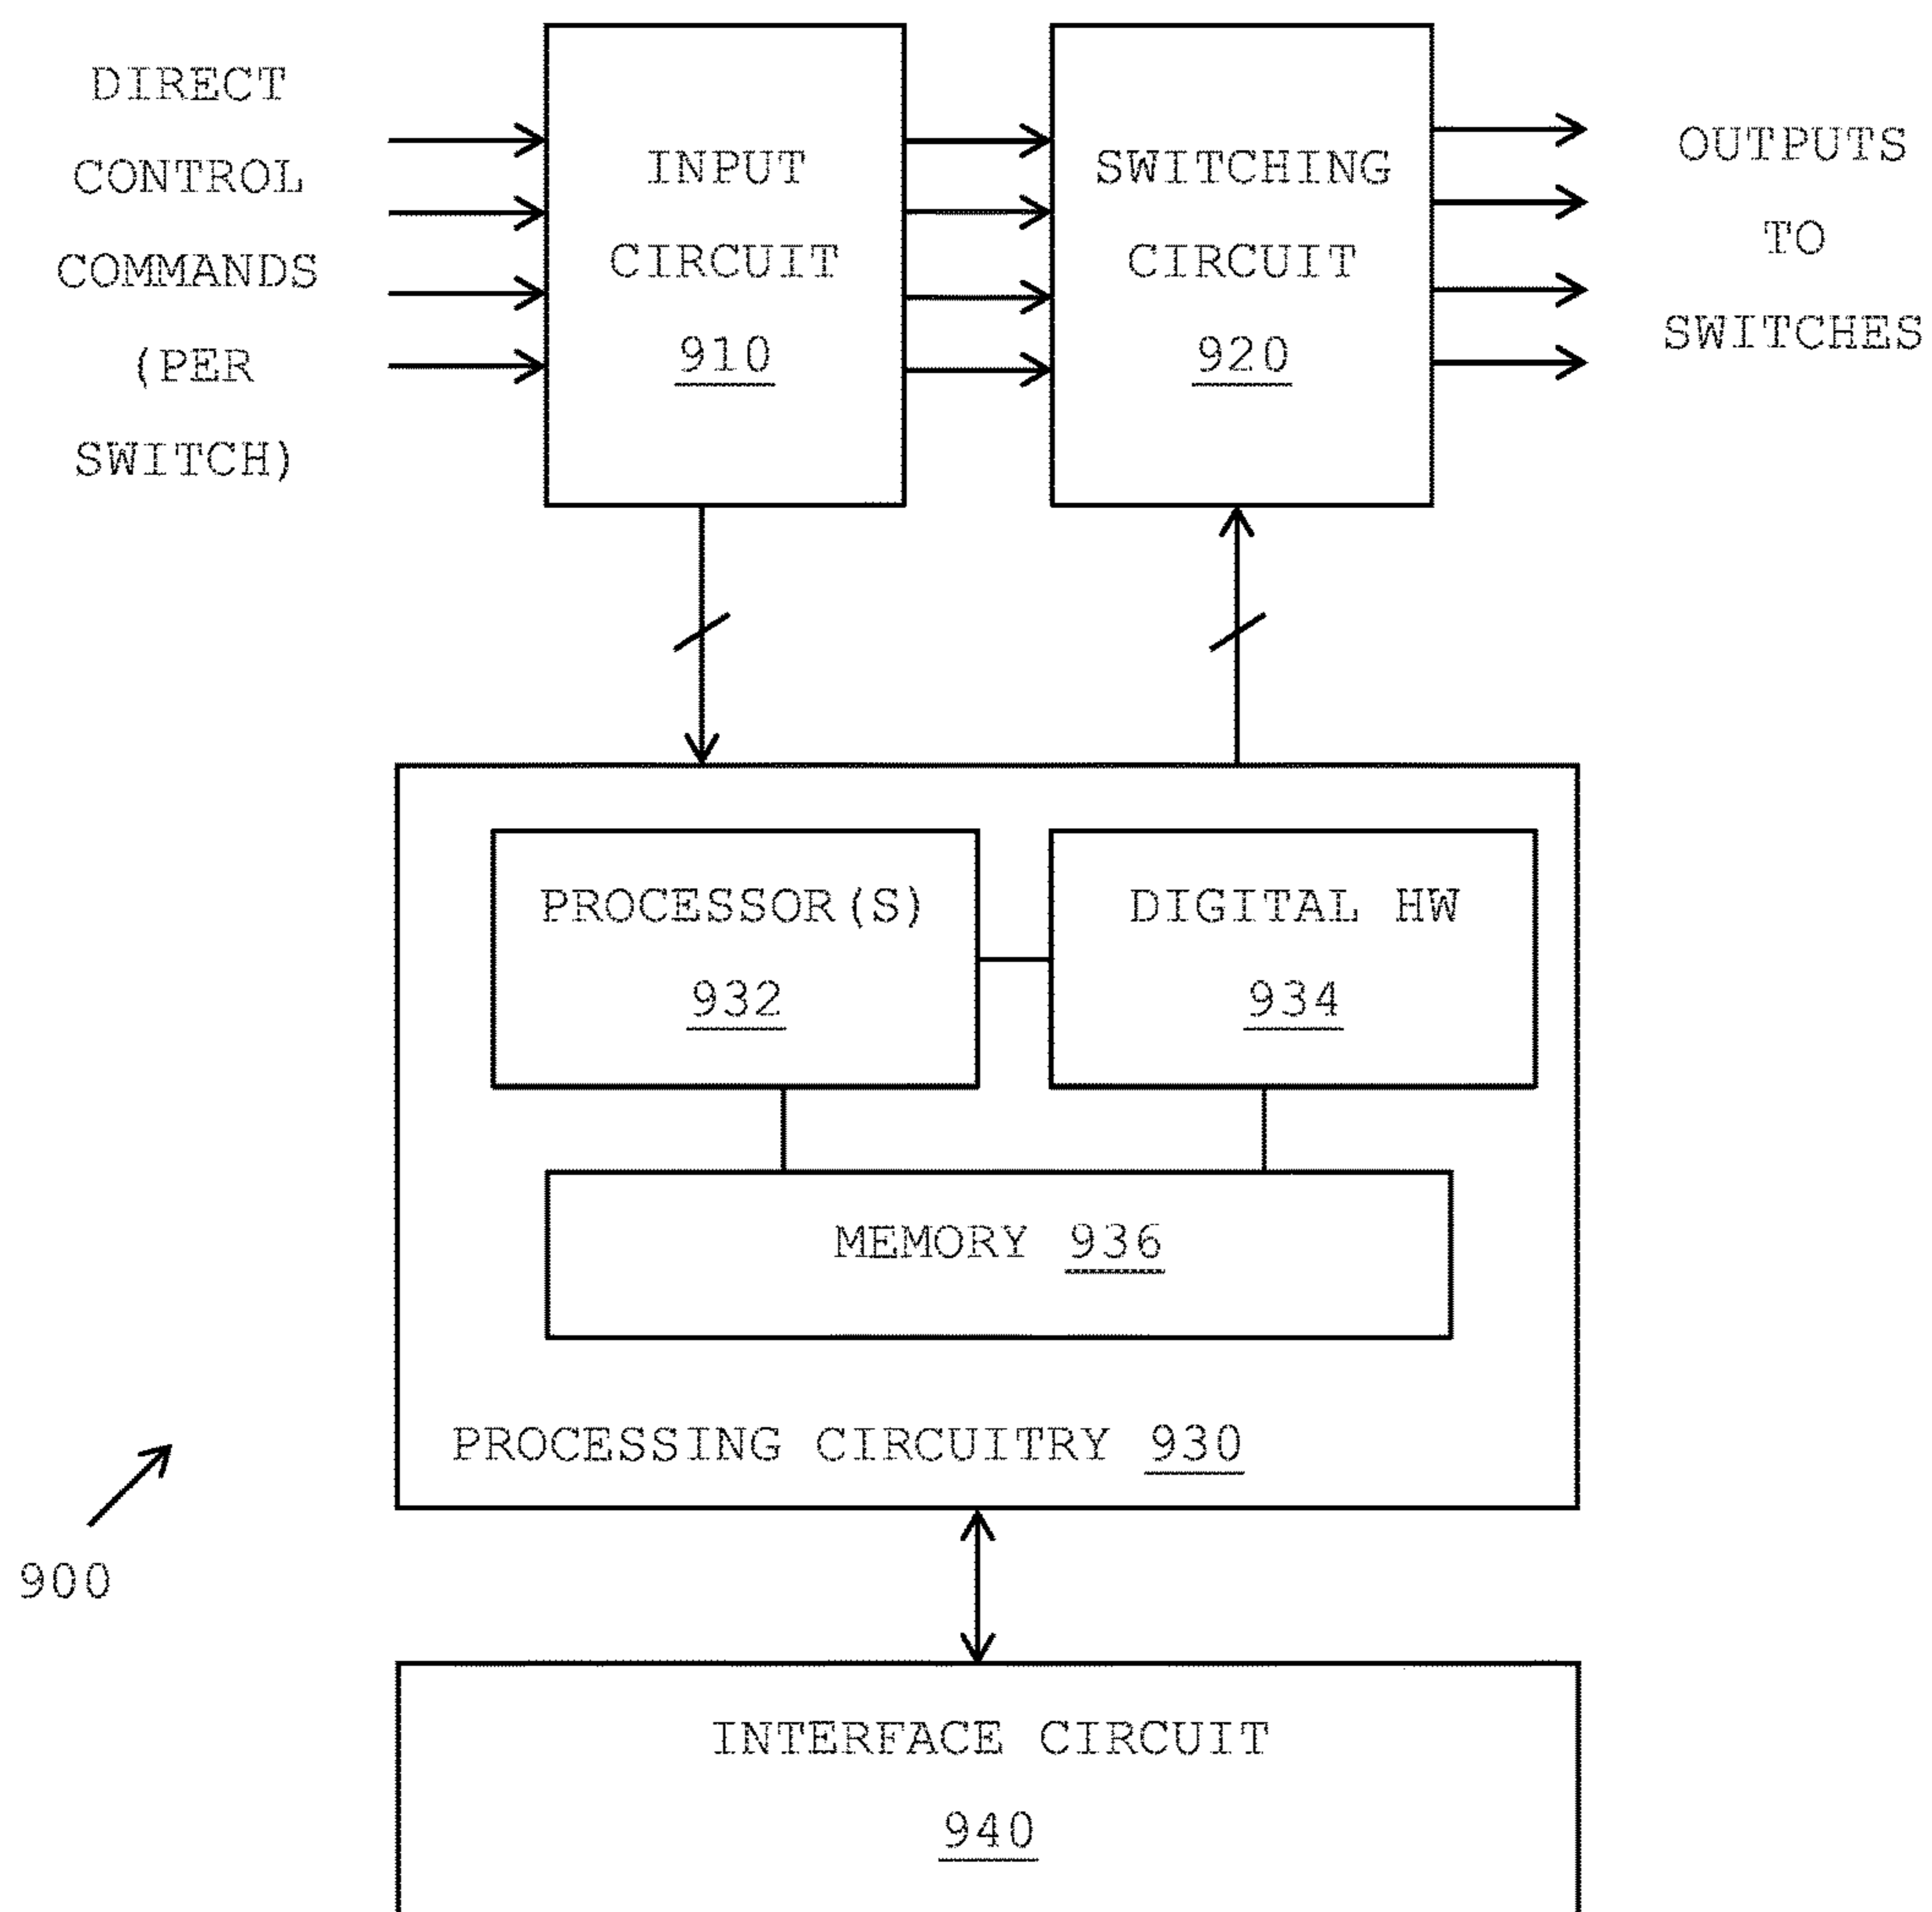 DIRECT
CONTROL
COMMANDS
(PER
SWITCH)
INPUT
CIRCUIT
910
SWITCHING
CIRCUIT
920
OUTPUTS
TO
SWITCHES
PROCESSOR(S)
932
DIGITAL HW
934
MEMORY 936
PROCESSING CIRCUITRY 930
900
INTERFACE CIRCUIT
940